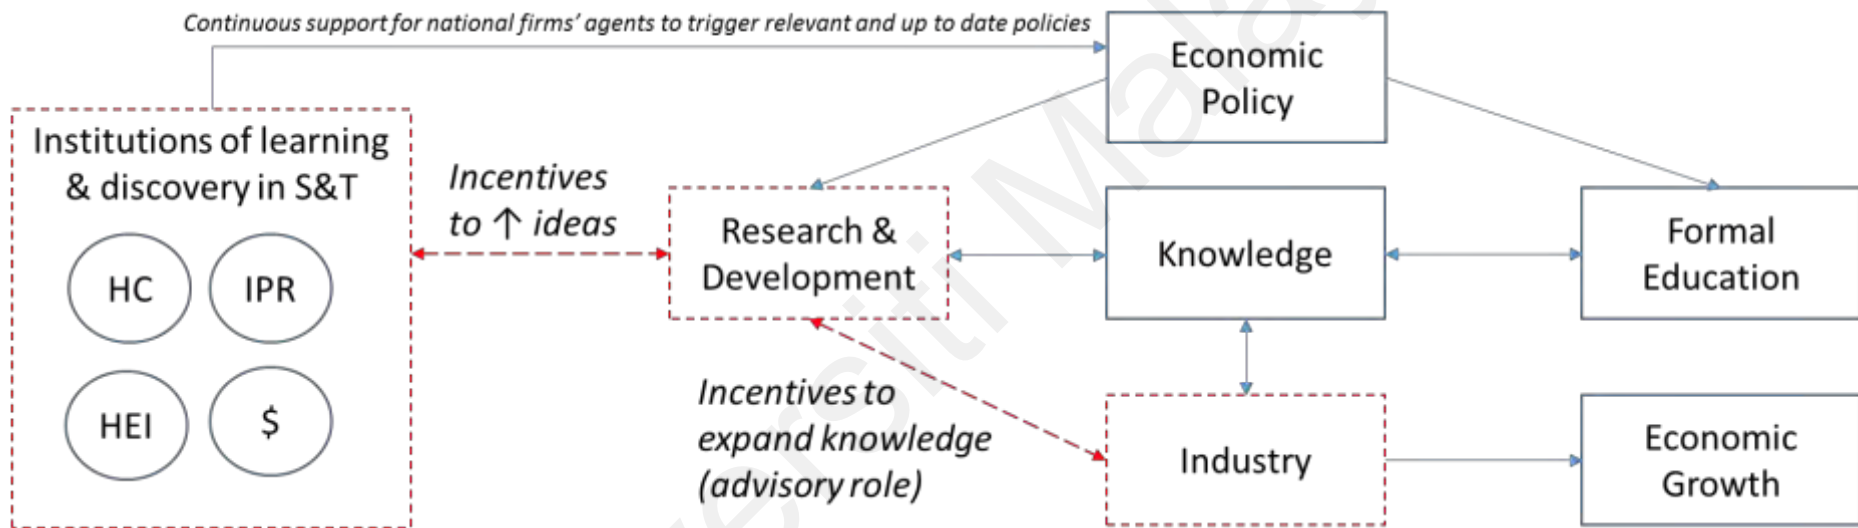 Continuous support for national firms' agents to trigger relevant and up to date policies
Economic
Policy
Institutions of learning
& discovery in S&T
HC
IPR
HEI
$
Incentives
to ↑ ideas
Research &
Development
Knowledge
Formal
Education
Incentives to
expand knowledge
(advisory role)
Industry
Economic
Growth